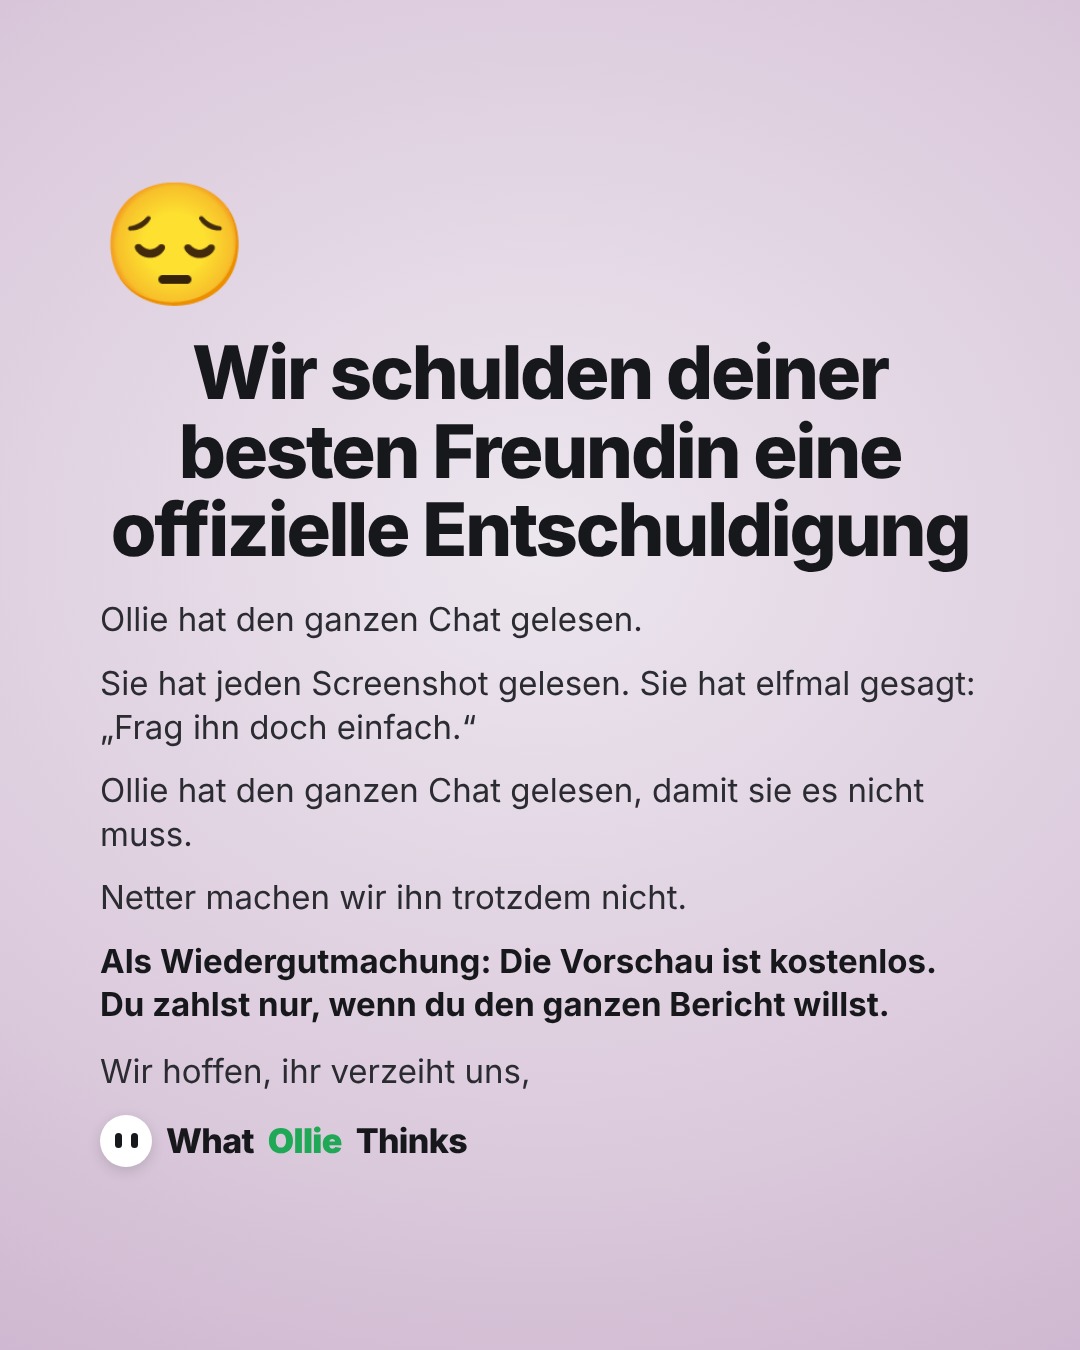 Wir schulden deiner
besten Freundin eine
offizielle Entschuldigung
Ollie hat den ganzen Chat gelesen.
Sie hat jeden Screenshot gelesen. Sie hat elfmal gesagt:
„Frag ihn doch einfach.“
Ollie hat den ganzen Chat gelesen, damit sie es nicht
muss.
Netter machen wir ihn trotzdem nicht.
Als Wiedergutmachung: Die Vorschau ist kostenlos.
Du zahlst nur, wenn du den ganzen Bericht willst.
Wir hoffen, ihr verzeiht uns,
What Ollie Thinks